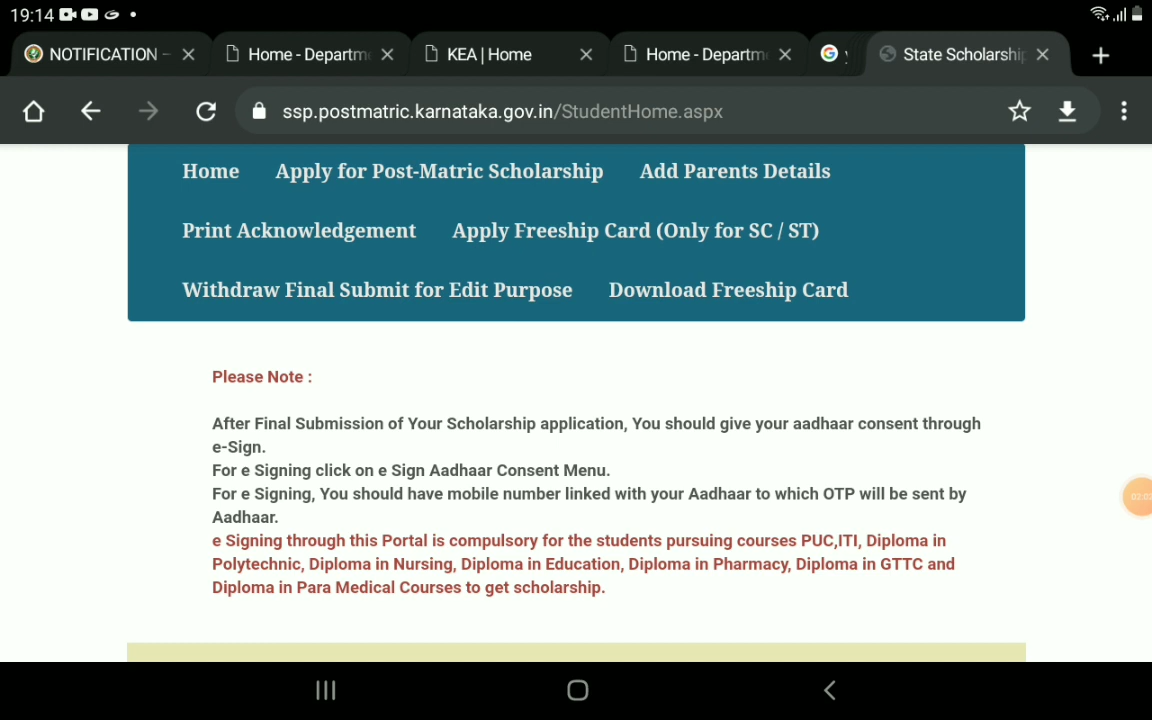 19:14
NOTIFICATION -
Home - Departm
KEA | Home
Home - Departm
State Scholarship
ssp.postmatric.karnataka.gov.in/StudentHome.aspx
Home Apply for Post-Matric Scholarship Add Parents Details
Print Acknowledgement Apply Freeship Card (Only for SC / ST)
Withdraw Final Submit for Edit Purpose Download Freeship Card
Please Note :
After Final Submission of Your Scholarship application, You should give your aadhaar consent through
e-Sign.
For e Signing click on e Sign Aadhaar Consent Menu.
For e Signing, You should have mobile number linked with your Aadhaar to which OTP will be sent by
Aadhaar.
e Signing through this Portal is compulsory for the students pursuing courses PUC,ITI, Diploma in
Polytechnic, Diploma in Nursing, Diploma in Education, Diploma in Pharmacy, Diploma in GTTC and
Diploma in Para Medical Courses to get scholarship.